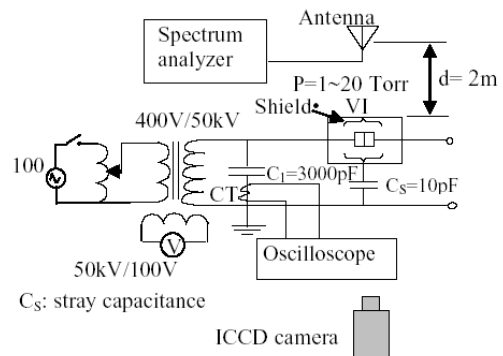 Antenna
Spectrum
analyzer
P=1~20 Torr
d= 2m
Shield
VI
400V/50kV
100
C1=3000pF
CT
CS=10pF
V
50kV/100V
Oscilloscope
CS: stray capacitance
ICCD camera